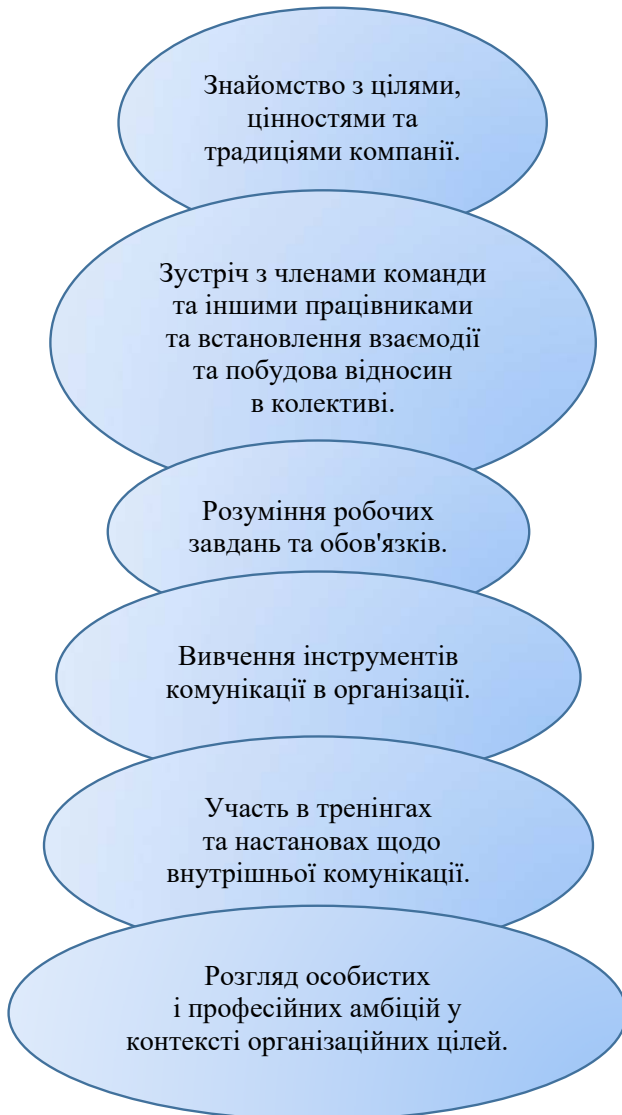 Знайомство з цілями,
цінностями та
традиціями компанії.
Зустріч з членами команди
та іншими працівниками
та встановлення взаємодії
та побудова відносин
в колективі.
Розуміння робочих
завдань та обов'язків.
Вивчення інструментів
комунікації в організації.
Участь в тренінгах
та настановах щодо
внутрішньої комунікації.
Розгляд особистих
і професійних амбіцій у
контексті організаційних цілей.